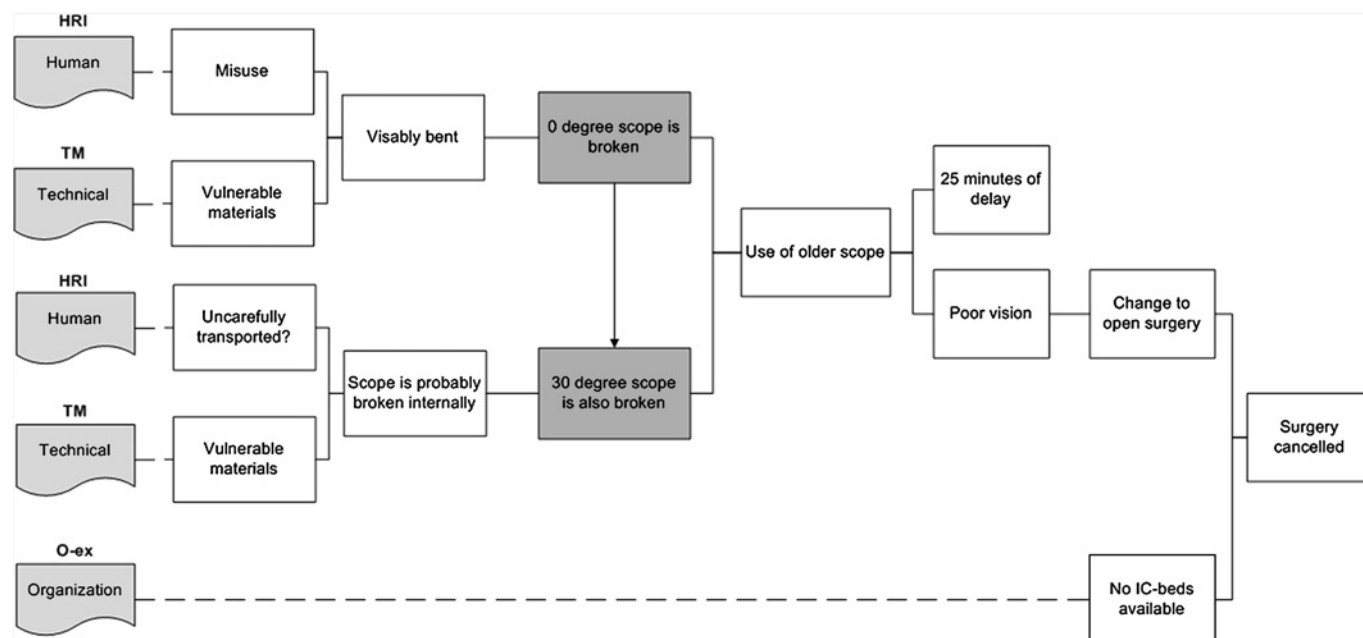 HRI
Human
Misuse
Visably bent
0 degree scope is
broken
TM
Technical
Vulnerable
materials
25 minutes of
delay
Use of older scope
HRI
Human
Uncarefully
transported?
Poor vision
Change to
open surgery
Scope is probably
broken internally
30 degree scope
is also broken
TM
Technical
Vulnerable
materials
Surgery
cancelled
O-ex
Organization
No IC-beds
available